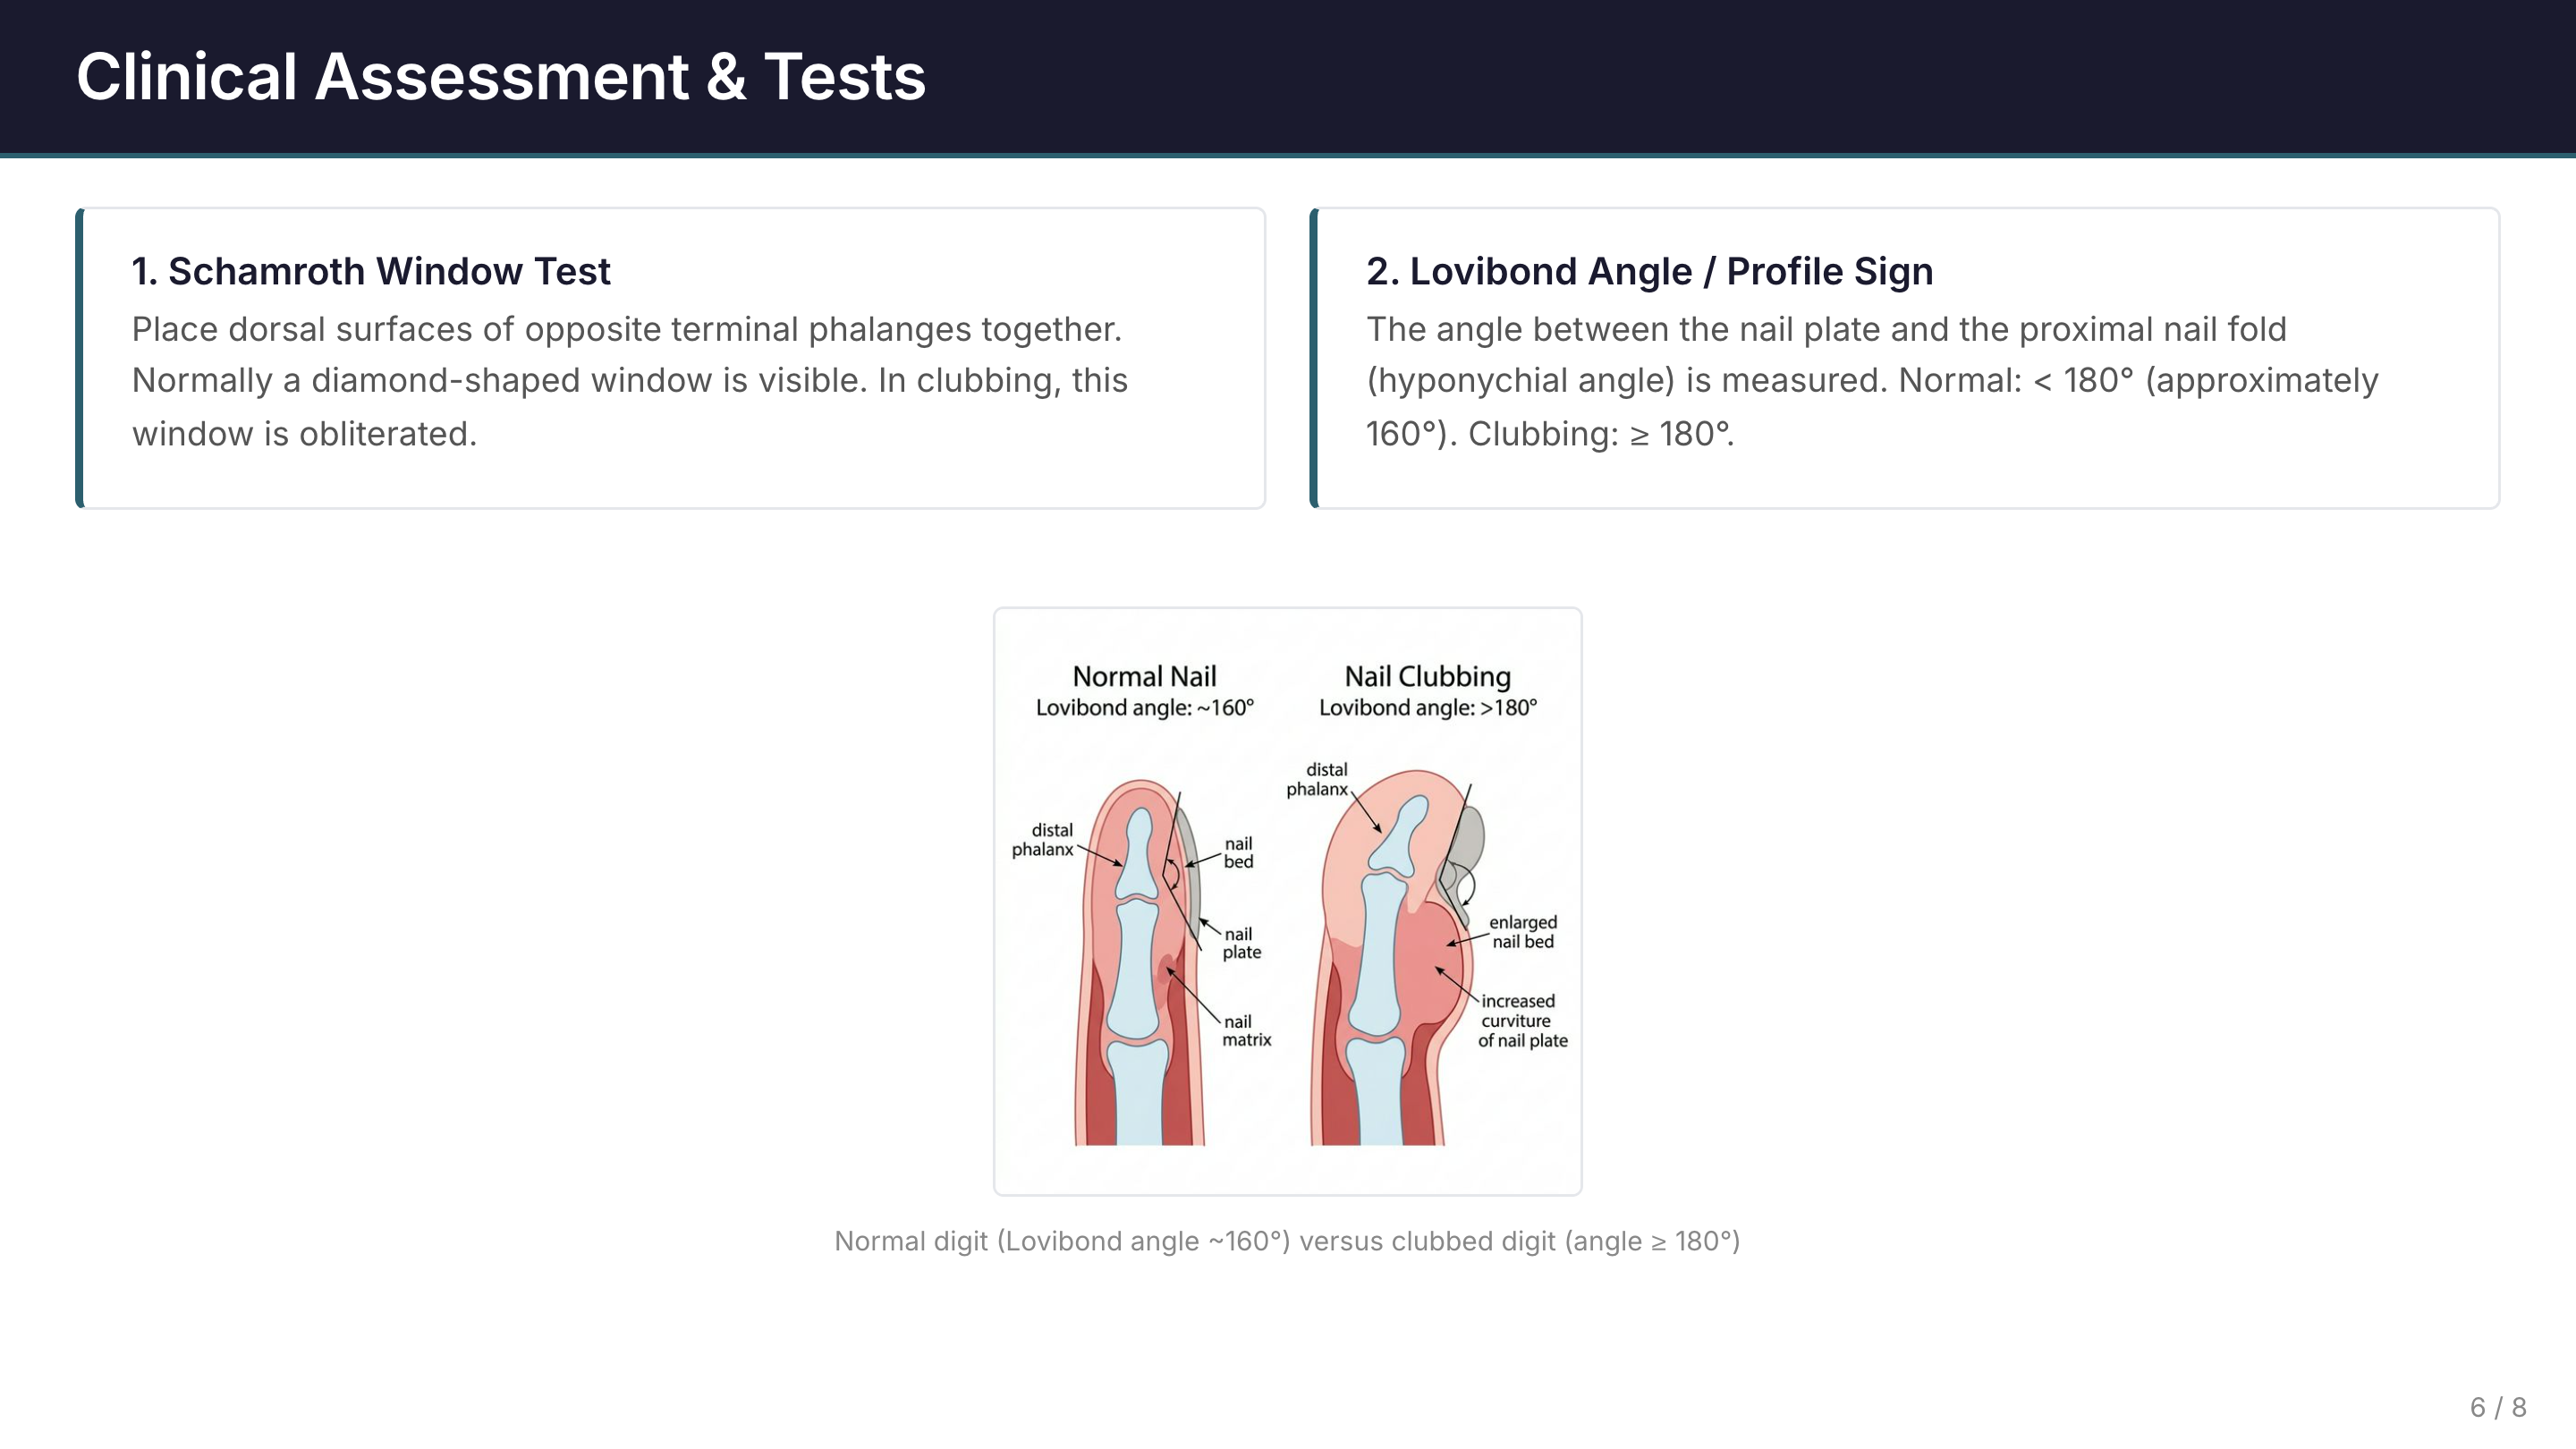 Clinical Assessment & Tests
1. Schamroth Window Test
Place dorsal surfaces of opposite terminal phalanges together.
Normally a diamond-shaped window is visible. In clubbing, this
window is obliterated.
2. Lovibond Angle / Profile Sign
The angle between the nail plate and the proximal nail fold
(hyponychial angle) is measured. Normal: < 180° (approximately
160°). Clubbing: ≥ 180°.
Normal Nail
Lovibond angle: ~160°
distal
phalanx
nail
bed
nail
plate
nail
matrix
Nail Clubbing
Lovibond angle: >180°
distal
phalanx
enlarged
nail bed
increased
curviture
of nail plate
Normal digit (Lovibond angle ~160°) versus clubbed digit (angle ≥ 180°)
6 / 8